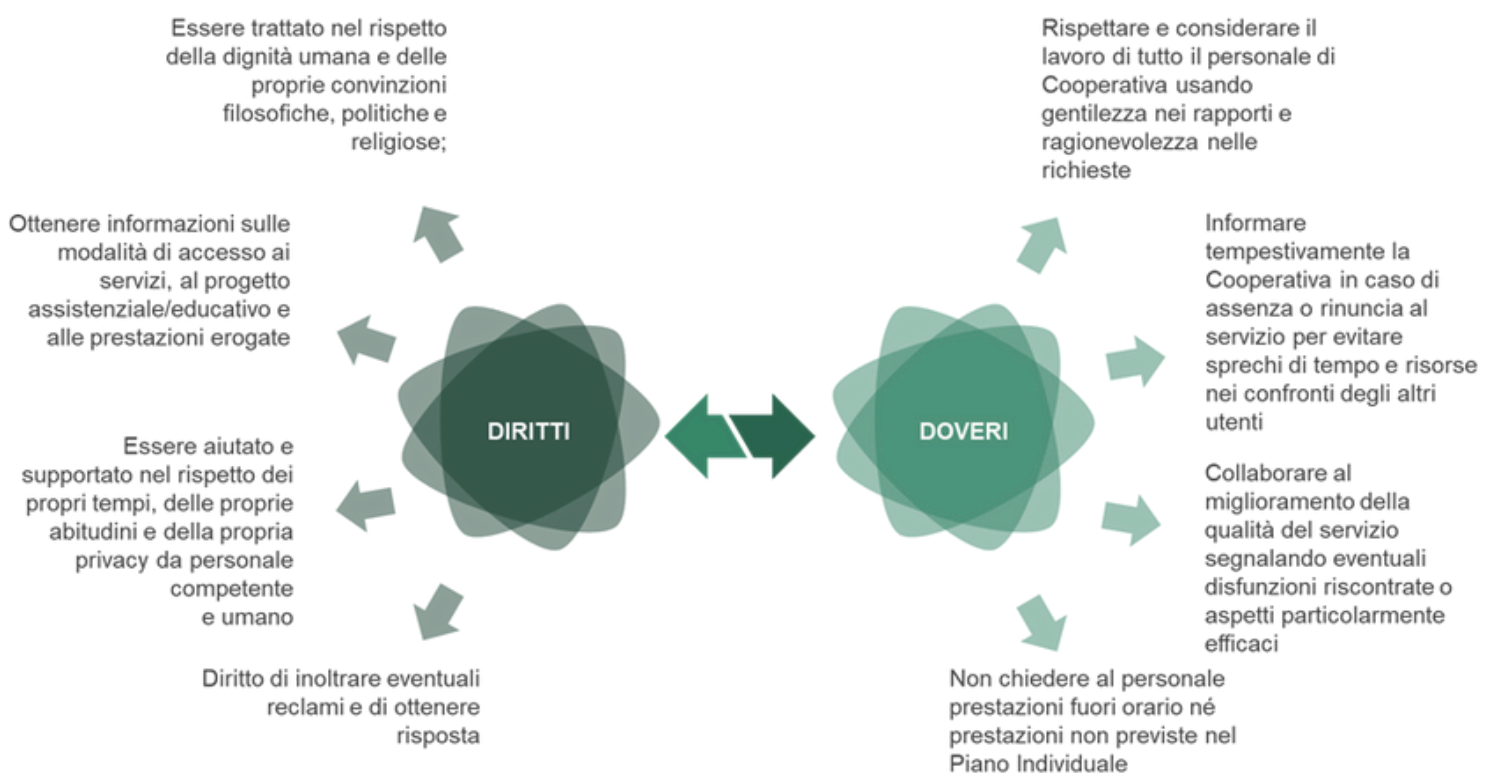 Essere trattato nel rispetto
della dignità umana e delle
proprie convinzioni
filosofiche, politiche e
religiose;
Ottenere informazioni sulle
modalità di accesso ai
servizi, al progetto
assistenziale/educativo e
alle prestazioni erogate
Essere aiutato e
supportato nel rispetto dei
propri tempi, delle proprie
abitudini e della propria
privacy da personale
competente
e umano
Diritto di inoltrare eventuali
reclami e di ottenere
risposta
DIRITTI
DOVERI
Rispettare e considerare il
lavoro di tutto il personale di
Cooperativa usando
gentilezza nei rapporti e
ragionevolezza nelle
richieste
Informare
tempestivamente la
Cooperativa in caso di
assenza o rinuncia al
servizio per evitare
sprechi di tempo e risorse
nei confronti degli altri
utenti
Collaborare al
miglioramento della
qualità del servizio
segnalando eventuali
disfunzioni riscontrate o
aspetti particolarmente
efficaci
Non chiedere al personale
prestazioni fuori orario né
prestazioni non previste nel
Piano Individuale